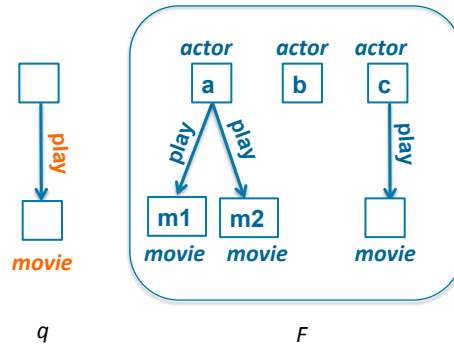 actor actor actor
a b c
play
play play play
m1 m2
movie
movie movie movie
q F